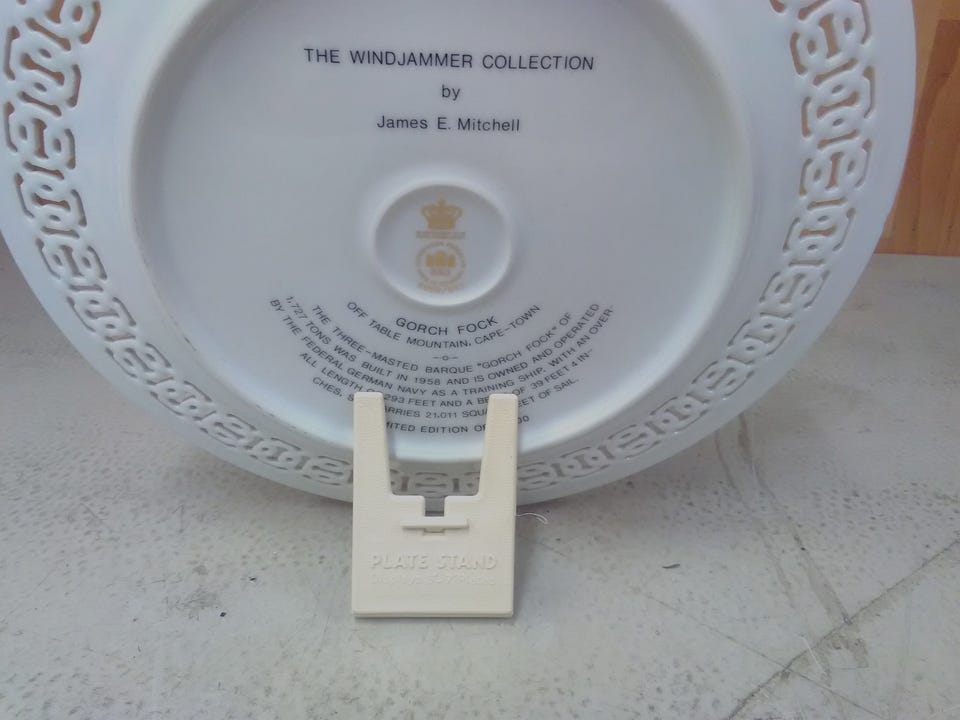 THE WINDJAMMER COLLECTION
by
James E. Mitchell
GORCH FOCK
OFF TABLE MOUNTAIN, CAPE-TOWN
THE THREE-MASTED BARQUE "GORCH FOCK" OF
1,727 TONS WAS BUILT IN 1958 AND IS OWNED AND OPERATED
BY THE FEDERAL GERMAN NAVY AS A TRAINING SHIP. WITH AN OVER-
ALL LENGTH 293 FEET AND A OF 39 FEET 4 IN-
CHES, CARRIES 21,011 OF SAIL.
EDITION
PLATE STAND